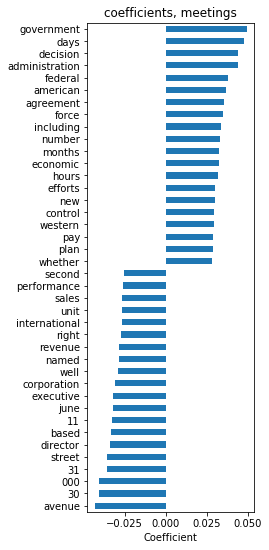 coefficients, meetings
government
days
decision
administration
federal
american
agreement
force
including
number
months
economic
hours
efforts
new
control
western
pay
plan
whether
second
performance
sales
unit
international
right
revenue
named
well
corporation
executive
june
11
based
director
street
31
000
30
avenue
−0.025 0.000 0.025 0.050
Coefficient